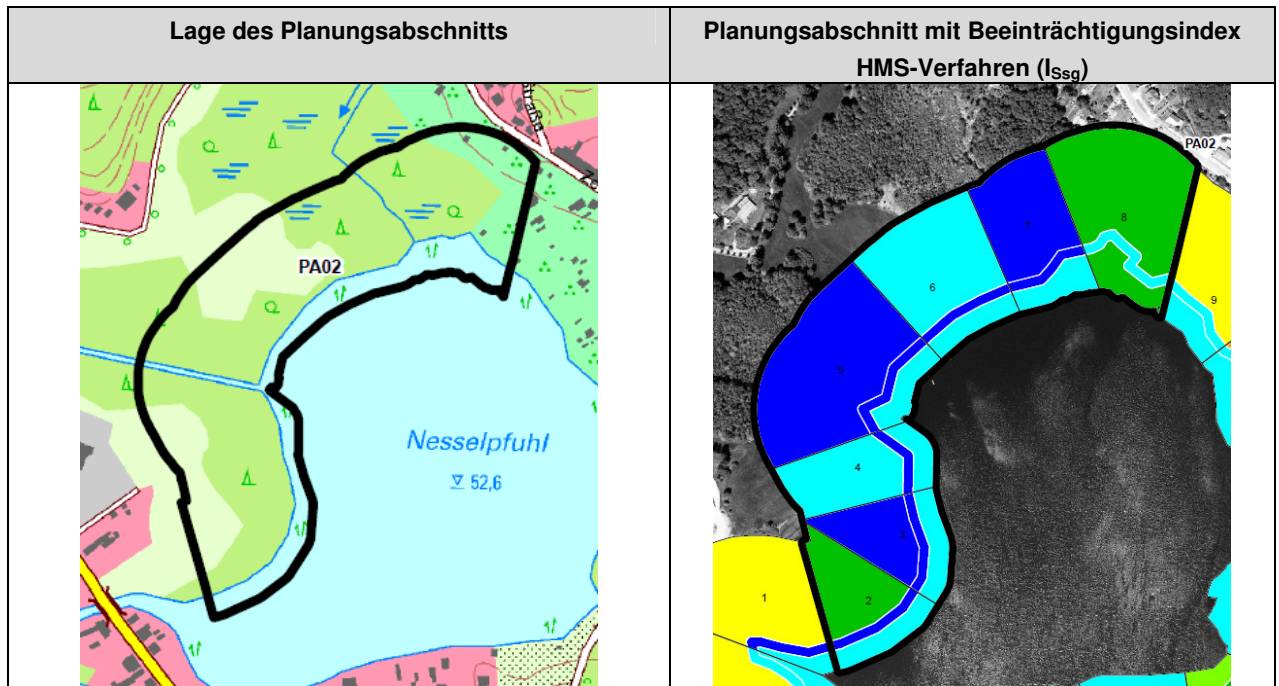 Lage des Planungsabschnitts
Planungsabschnitt mit Beeinträchtigungsindex
HMS-Verfahren (ISsg)
straße
PA02
Nesselpfuhl
52,6
PA02
1
2
3
4
5
6
7
8
9